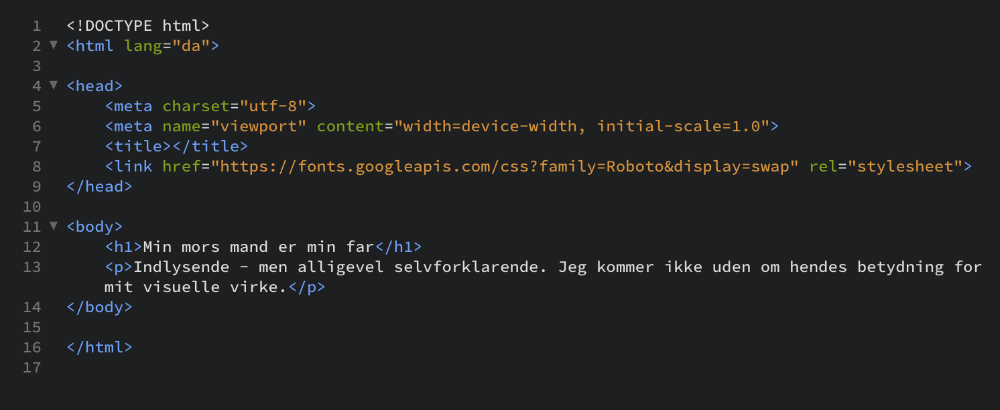 1 <!DOCTYPE html>
2 ▼ <html lang="da">
3
4 ▼ <head>
5     <meta charset="utf-8">
6     <meta name="viewport" content="width=device-width, initial-scale=1.0">
7     <title></title>
8     <link href="https://fonts.googleapis.com/css?family=Roboto&display=swap" rel="stylesheet">
9 </head>
10
11 ▼ <body>
12     <h1>Min mors mand er min far</h1>
13     <p>Indlysende - men alligevel selvforklarende. Jeg kommer ikke uden om hendes betydning for
mit visuelle virke.</p>
14 </body>
15
16 </html>
17